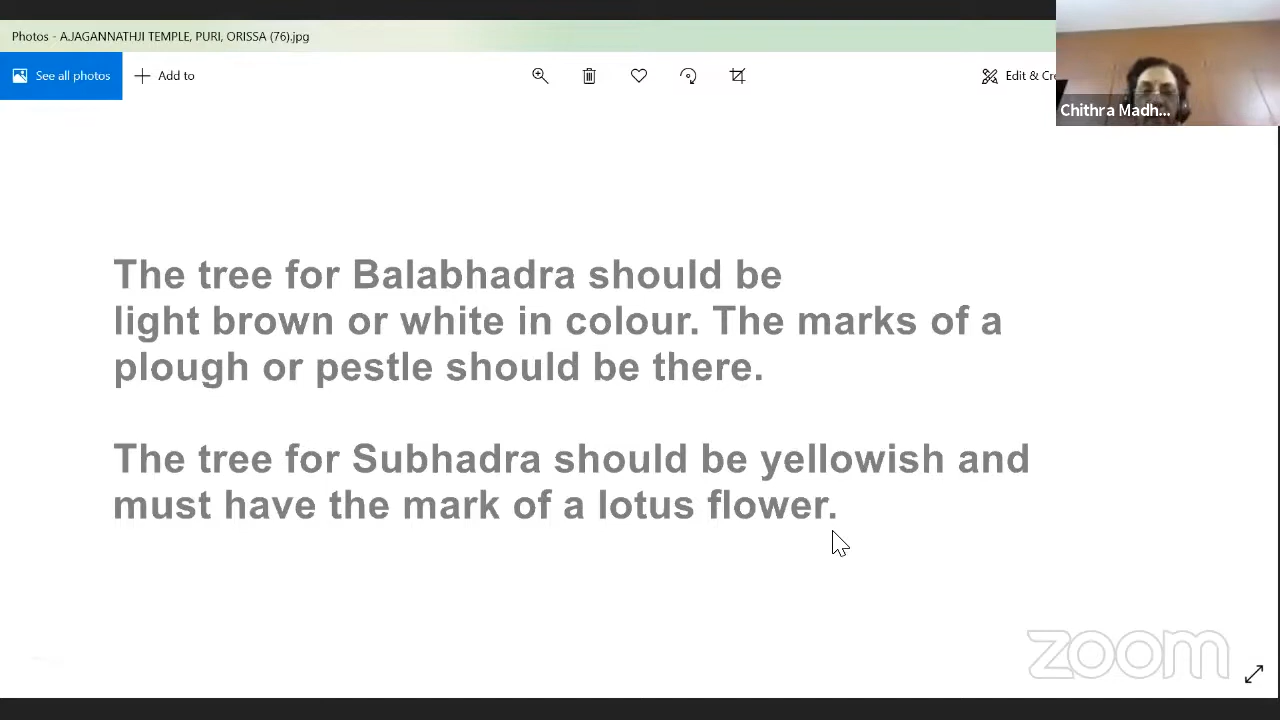 Photos - A.JAGANNATHJI TEMPLE, PURI, ORISSA (76).jpg
See all photos
Add to
Edit & Cre
Chithra Madh...
The tree for Balabhadra should be
light brown or white in colour. The marks of a
plough or pestle should be there.
The tree for Subhadra should be yellowish and
must have the mark of a lotus flower.
zoom